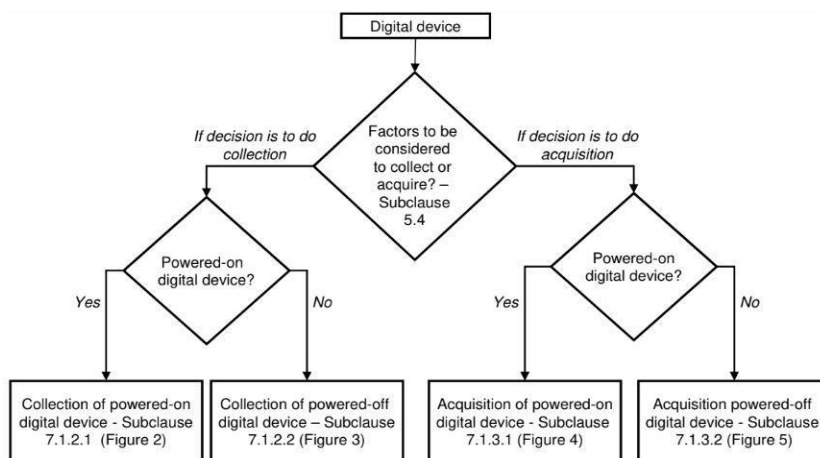 Digital device
If decision is to do
collection
Factors to be
considered
to collect or
acquire? –
Subclause
5.4
If decision is to do
acquisition
Powered-on
digital device?
Powered-on
digital device?
Yes
No
Yes
No
Collection of powered-on
digital device - Subclause
7.1.2.1 (Figure 2)
Collection of powered-off
digital device – Subclause
7.1.2.2 (Figure 3)
Acquisition of powered-on
digital device - Subclause
7.1.3.1 (Figure 4)
Acquisition powered-off
digital device - Subclause
7.1.3.2 (Figure 5)